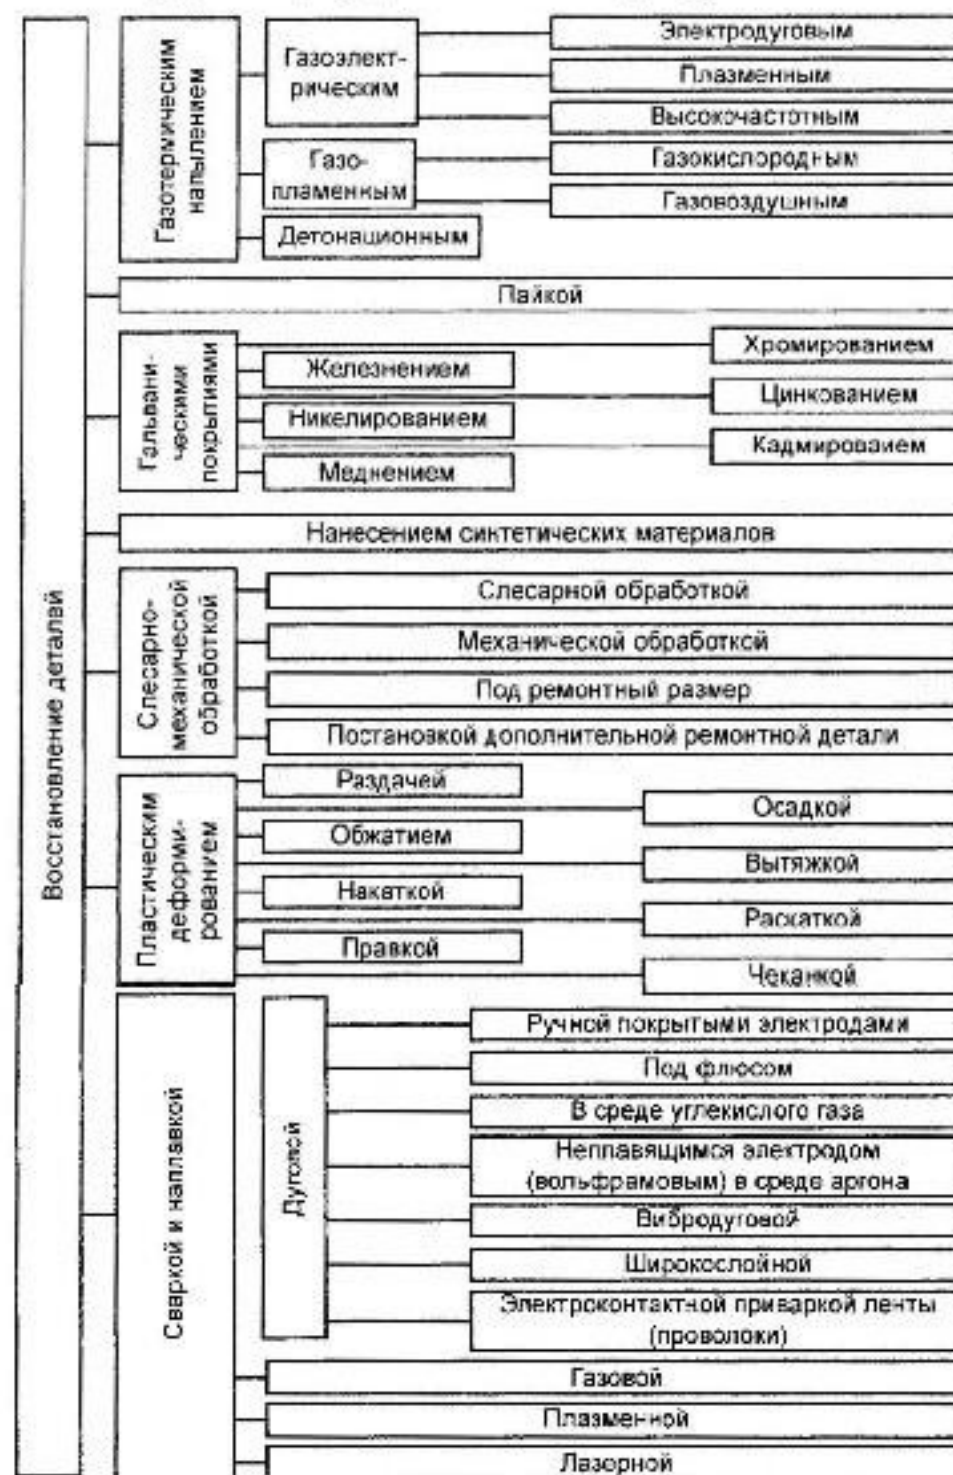 Восстановление деталей
Газотермическим
напылением
Газоэлект-
рическим
Электродуговым
Плазменным
Высокочастотным
Газо-
пламенным
Газокислородным
Газовоздушным
Детонационным
Пайкой
Гальвани-
ческими
покрытиями
Хромированием
Железнением
Цинкованием
Никелированием
Кадмированием
Меднением
Нанесением синтетических материалов
Слесарно-
механической
обработкой
Слесарной обработкой
Механической обработкой
Под ремонтный размер
Постановкой дополнительной ремонтной детали
Пластическим
деформи-
рованием
Раздачей
Осадкой
Обжатием
Вытяжкой
Накаткой
Раскаткой
Правкой
Чеканкой
Сваркой и наплавкой
Дуговой
Ручной покрытыми электродами
Под флюсом
В среде углекислого газа
Неплавящимся электродом
(вольфрамовым) в среде аргона
Вибродуговой
Широкослойной
Электроконтактной приваркой ленты
(проволоки)
Газовой
Плазменной
Лазерной